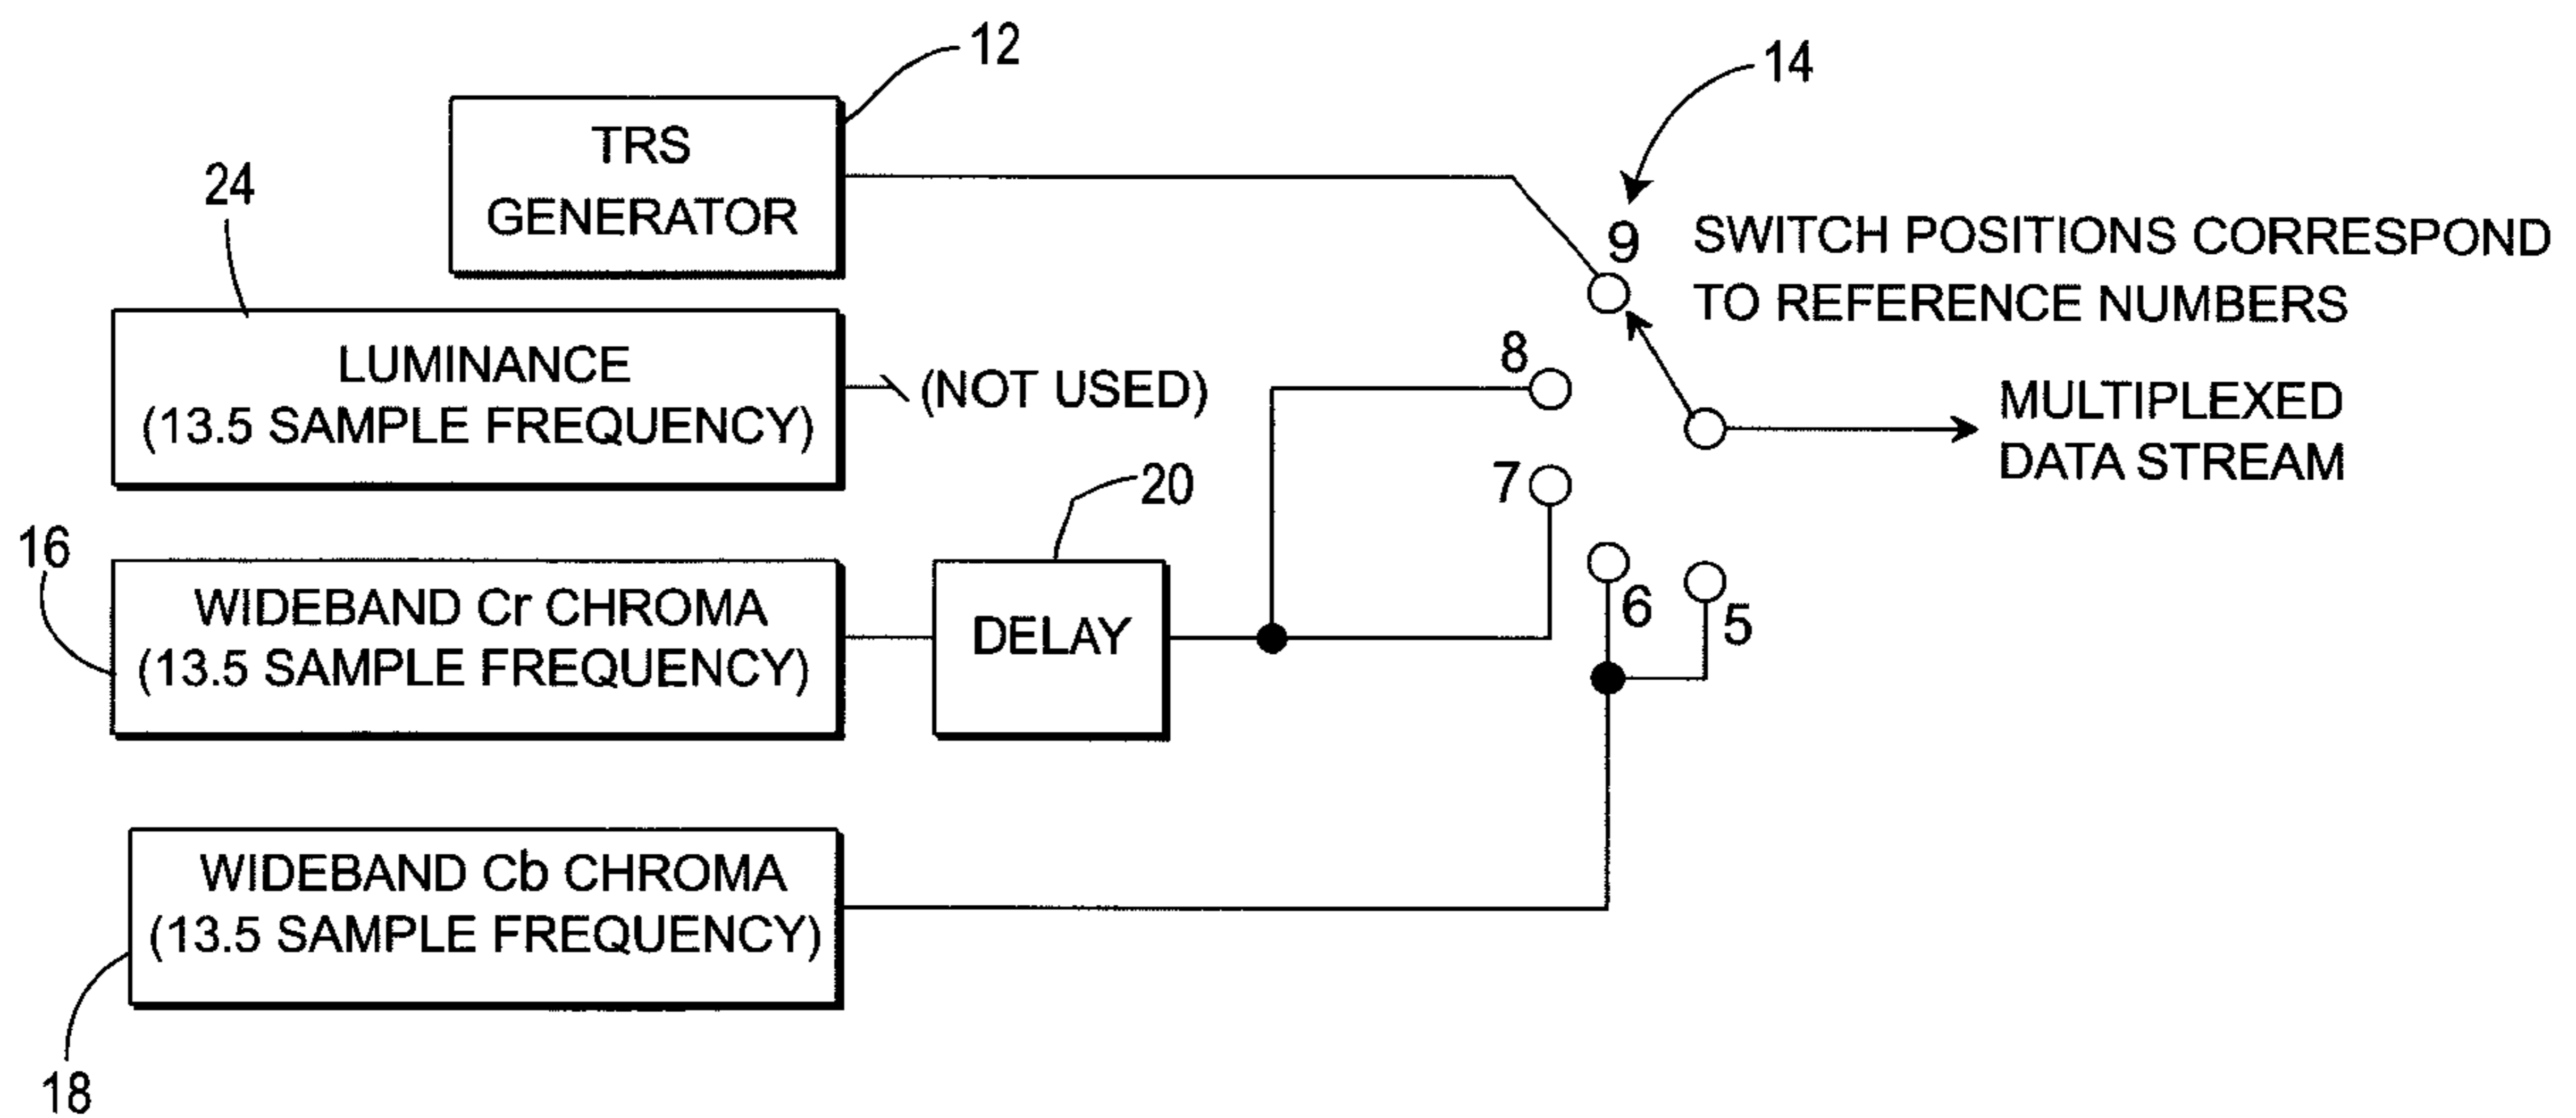 12
14
TRS
GENERATOR
24
9
SWITCH POSITIONS CORRESPOND
TO REFERENCE NUMBERS
LUMINANCE
(13.5 SAMPLE FREQUENCY)
(NOT USED)
8
MULTIPLEXED
DATA STREAM
20
7
16
WIDEBAND Cr CHROMA
(13.5 SAMPLE FREQUENCY)
DELAY
6
5
WIDEBAND Cb CHROMA
(13.5 SAMPLE FREQUENCY)
18